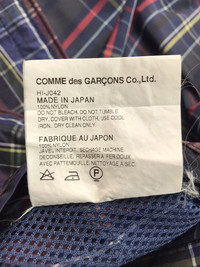 COMME des GARÇONS Co.,Ltd.
HI-J042
MADE IN JAPAN
100% NYLON
DO NOT BLEACH. DO NOT TUMBLE
DRY. COVER WITH CLOTH, USE COOL
IRON. DRY CLEAN ONLY.
FABRIQUE AU JAPON
100% NYLON
JAVEL INTERDIT. SECHAGE MACHINE
DECONSEILLE. REPASSER A FER DOUX
AVEC PATTEMOUILLE. NETTOYAGE A SEC.
P